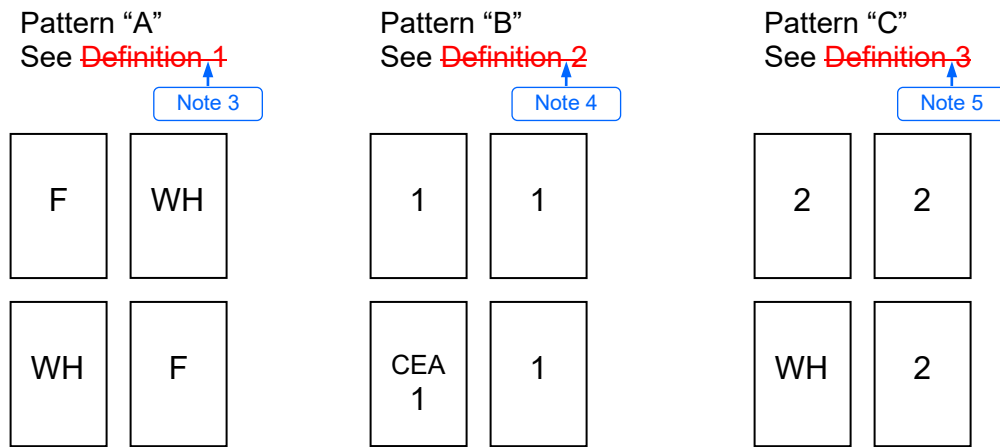 Pattern “A”
See Definition 1
Note 3
F WH
WH F
Pattern “B”
See Definition 2
Note 4
1 1
CEA
1 1
Pattern “C”
See Definition 3
Note 5
2 2
WH 2